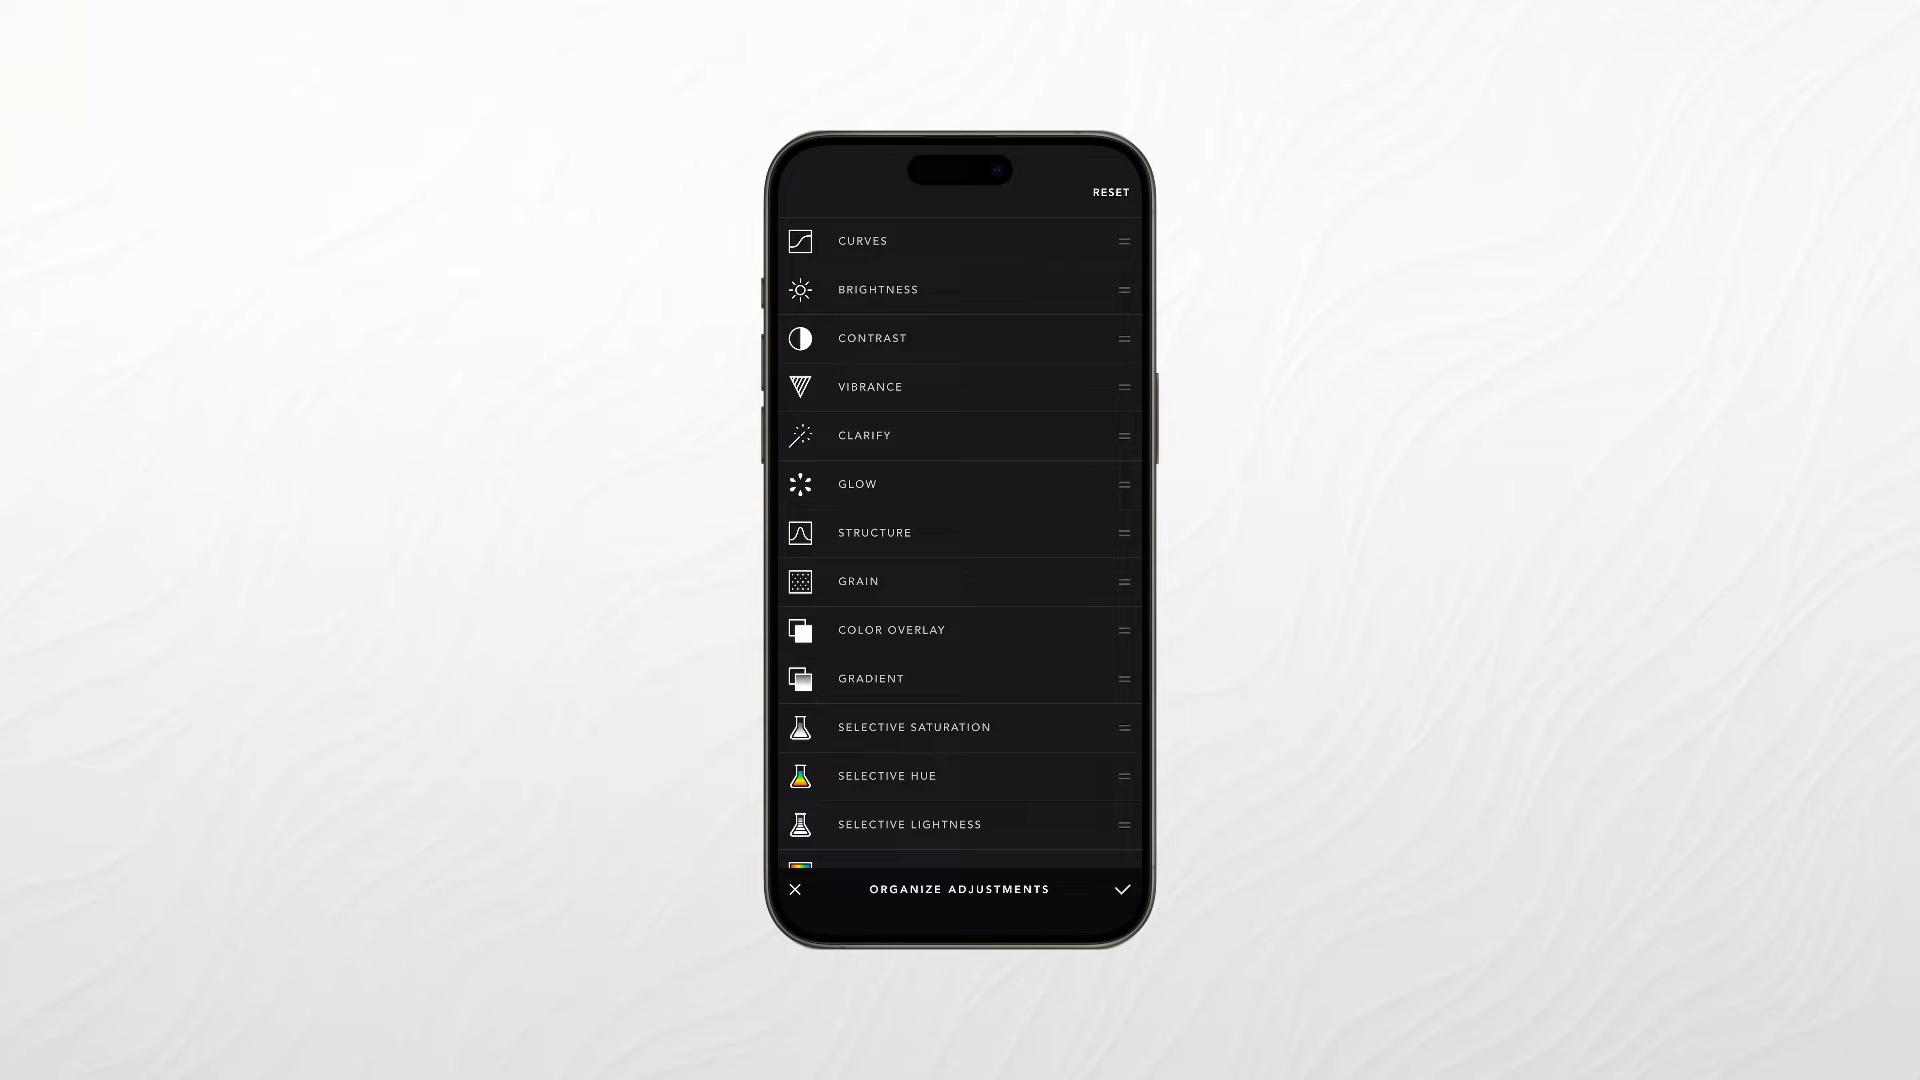 RESET
CURVES
BRIGHTNESS
CONTRAST
VIBRANCE
CLARIFY
GLOW
STRUCTURE
GRAIN
COLOR OVERLAY
GRADIENT
SELECTIVE SATURATION
SELECTIVE HUE
SELECTIVE LIGHTNESS
ORGANIZE ADJUSTMENTS